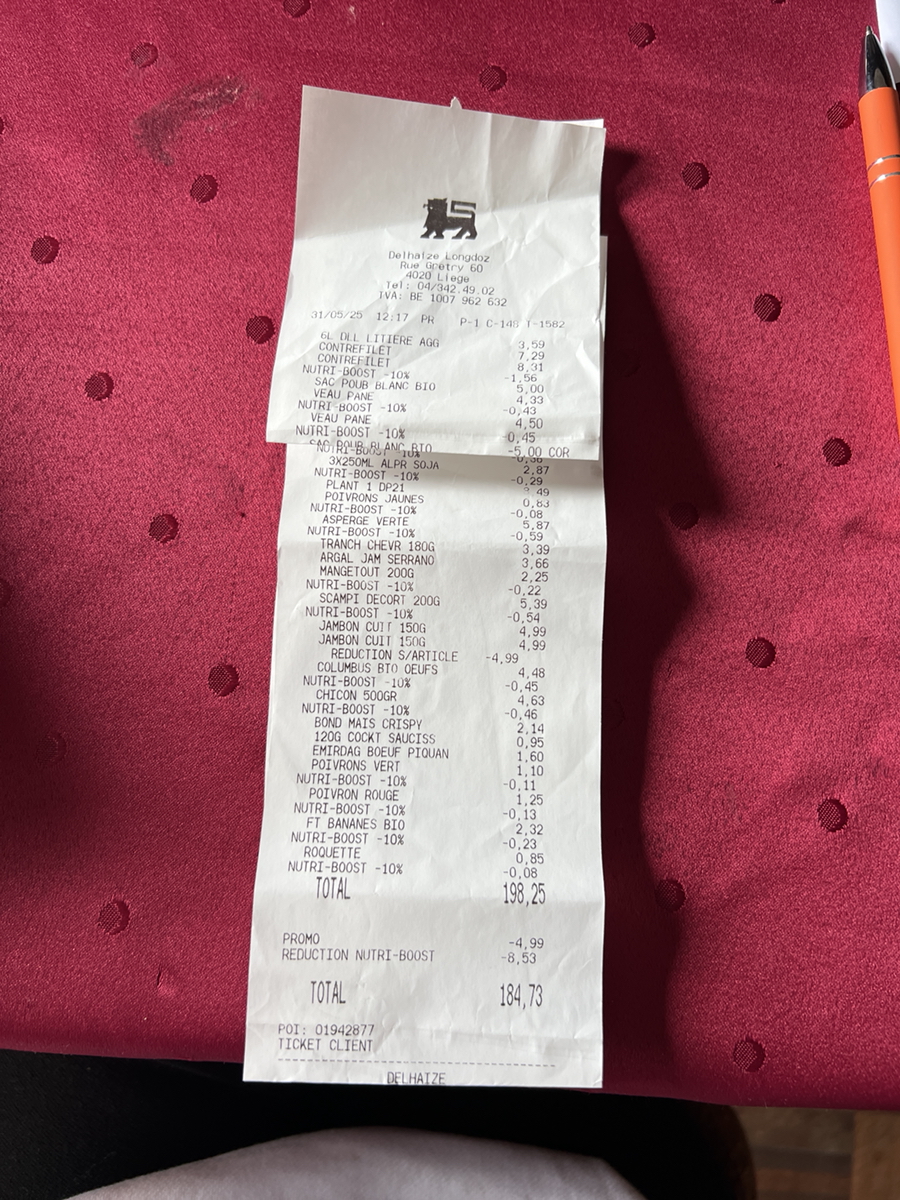 Delhaize Longdoz
Rue Grétry 60
4020 Liege
Tel: 04/342.49.02
TVA: BE 1007 962 632
31/05/25 12:17 PR P-1 C-148 T-1582
6L DLL LITIERE AGG 3,59
CONTREFILET 7,29
CONTREFILET 8,31
NUTRI-BOOST -10% -1,56
SAC POUB BLANC BIO 5,00
VEAU PANE 4,33
NUTRI-BOOST -10% -0,43
VEAU PANE 4,50
NUTRI-BOOST -10% -0,45
SAC POUB BLANC BIO -5,00 COR
NUTRI-BOOST -10%
3X250ML ALPR SOJA 2,87
NUTRI-BOOST -10% -0,29
PLANT 1 DP21
POIVRONS JAUNES 0,83
NUTRI-BOOST -10% -0,08
ASPERGE VERTE 5,87
NUTRI-BOOST -10% -0,59
TRANCH CHEVR 180G 3,39
ARGAL JAM SERRANO 3,66
MANGETOUT 200G 2,25
NUTRI-BOOST -10% -0,22
SCAMPI DECORT 200G 5,39
NUTRI-BOOST -10% -0,54
JAMBON CUIT 150G 4,99
JAMBON CUIT 150G 4,99
REDUCTION S/ARTICLE -4,99
COLUMBUS BIO OEUFS 4,48
NUTRI-BOOST -10% -0,45
CHICON 500GR 4,63
NUTRI-BOOST -10% -0,46
BOND MAIS CRISPY 2,14
120G COCKT SAUCISS 0,95
EMIRDAG BOEUF PIQUAN 1,60
POIVRONS VERT 1,10
NUTRI-BOOST -10% -0,11
POIVRON ROUGE 1,25
NUTRI-BOOST -10% -0,13
FT BANANES BIO 2,32
NUTRI-BOOST -10% -0,23
ROQUETTE 0,85
NUTRI-BOOST -10% -0,08
TOTAL 198,25
PROMO -4,99
REDUCTION NUTRI-BOOST -8,53
TOTAL 184,73
POI: 01942877
TICKET CLIENT
DELHAIZE